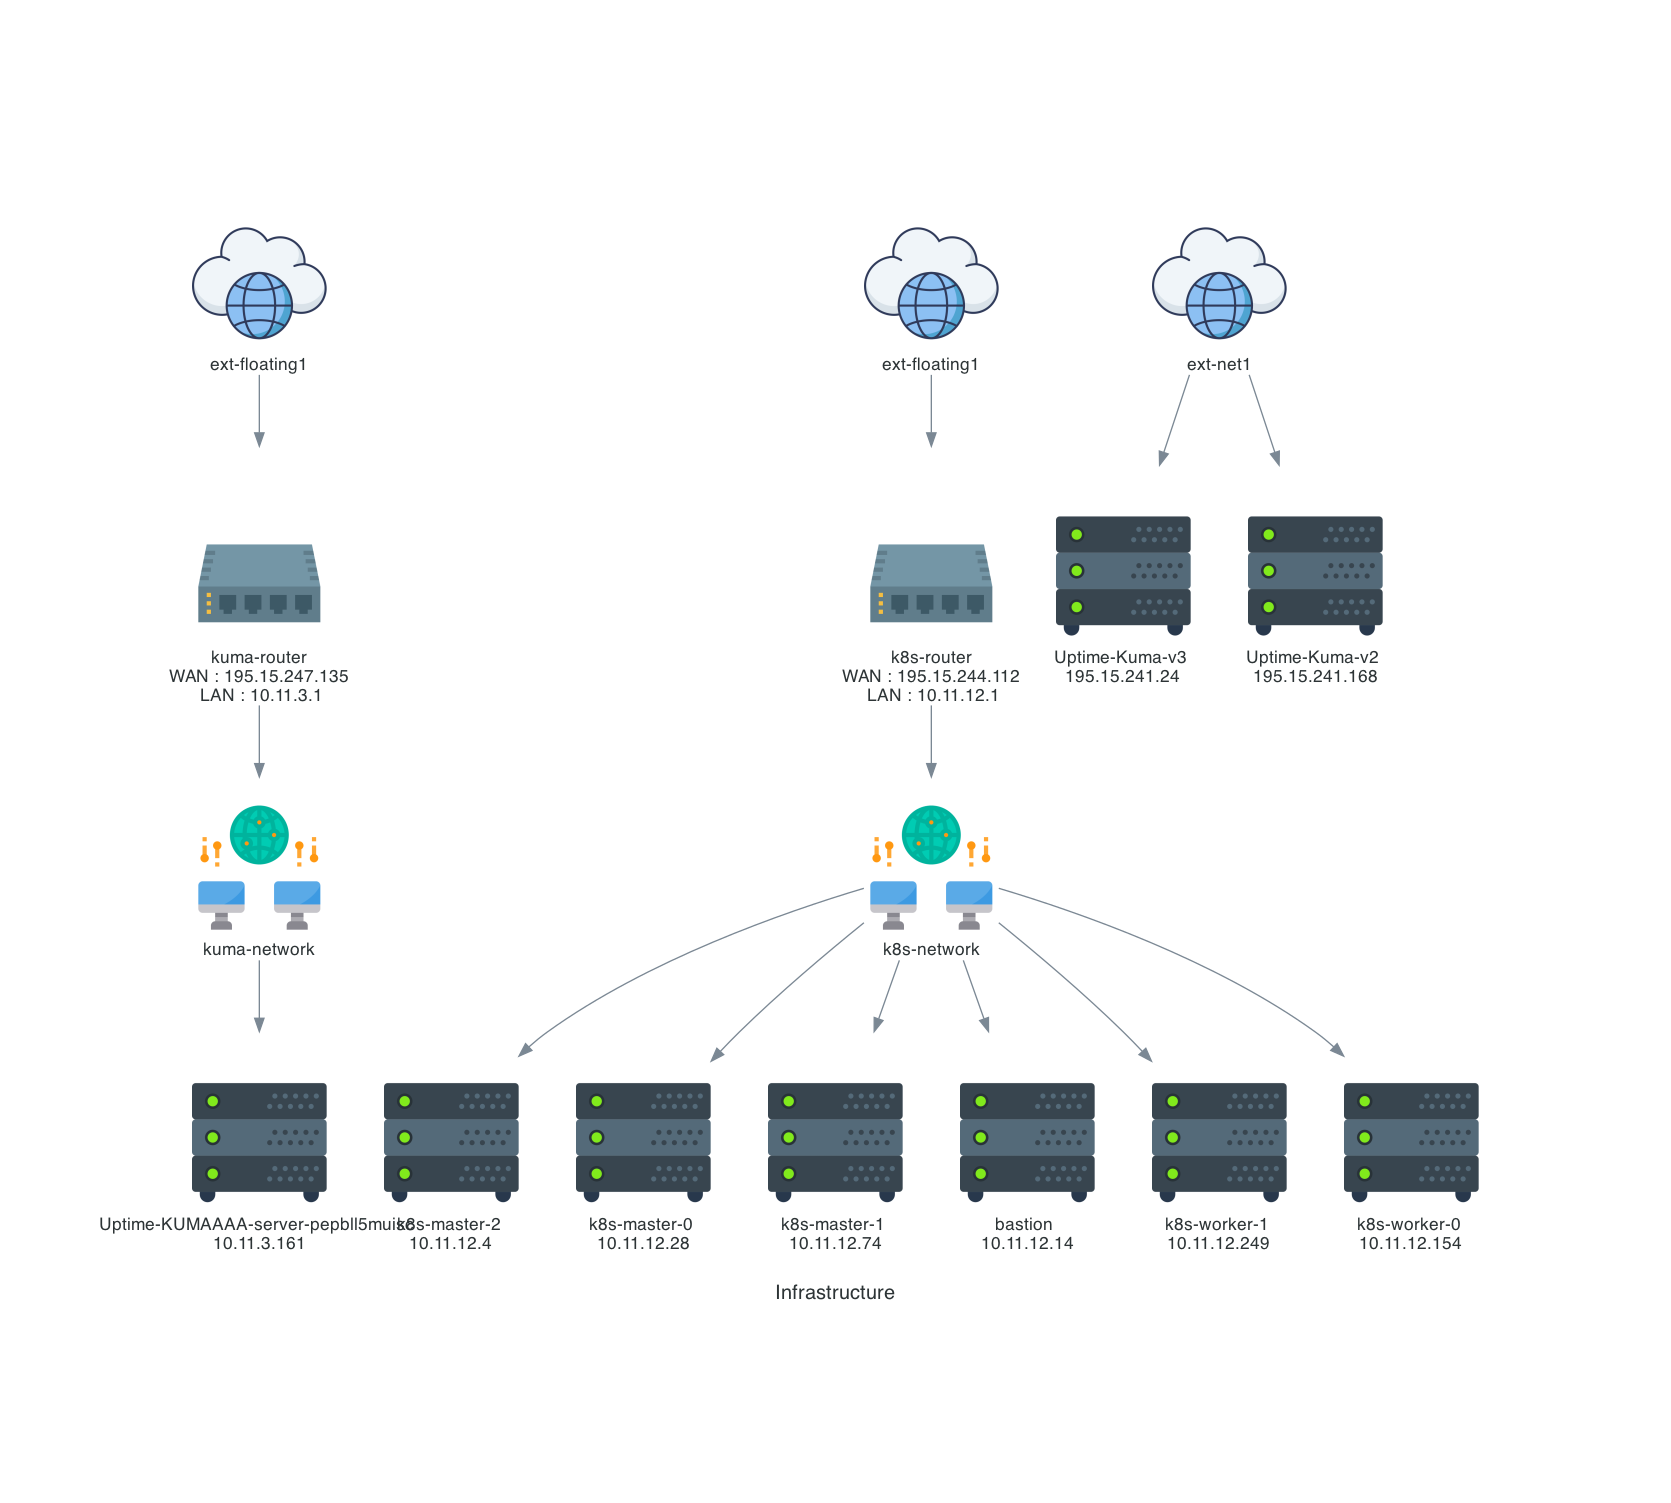 ext-floating1
ext-floating1
ext-net1
kuma-router
WAN : 195.15.247.135
LAN : 10.11.3.1
k8s-router
WAN : 195.15.244.112
LAN : 10.11.12.1
Uptime-Kuma-v3
195.15.241.24
Uptime-Kuma-v2
195.15.241.168
kuma-network
k8s-network
10.11.3.161
k8s-master-2
10.11.12.4
k8s-master-0
10.11.12.28
k8s-master-1
10.11.12.74
bastion
10.11.12.14
k8s-worker-1
10.11.12.249
k8s-worker-0
10.11.12.154
Infrastructure